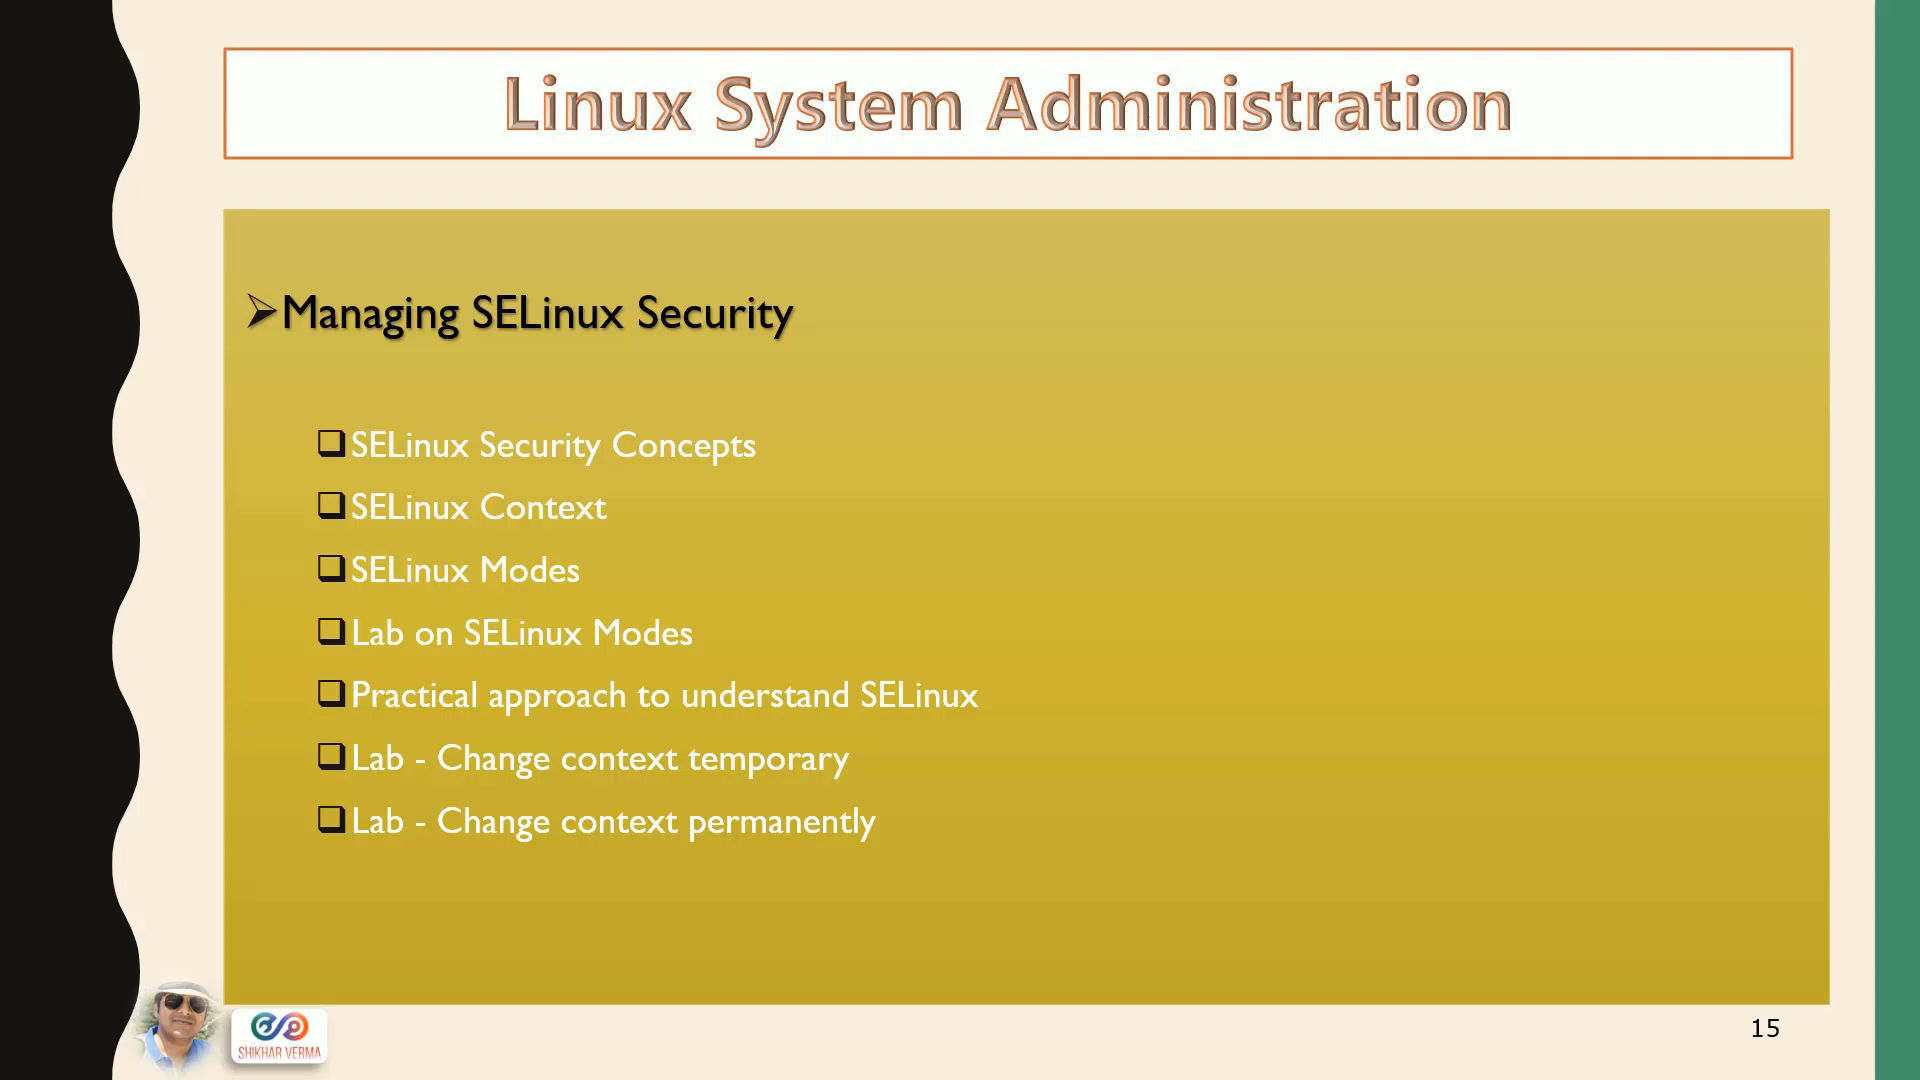 Linux System Administration
Managing SELinux Security
SELinux Security Concepts
SELinux Context
SELinux Modes
Lab on SELinux Modes
Practical approach to understand SELinux
Lab - Change context temporary
Lab - Change context permanently
SHIKHAR VERMA
15